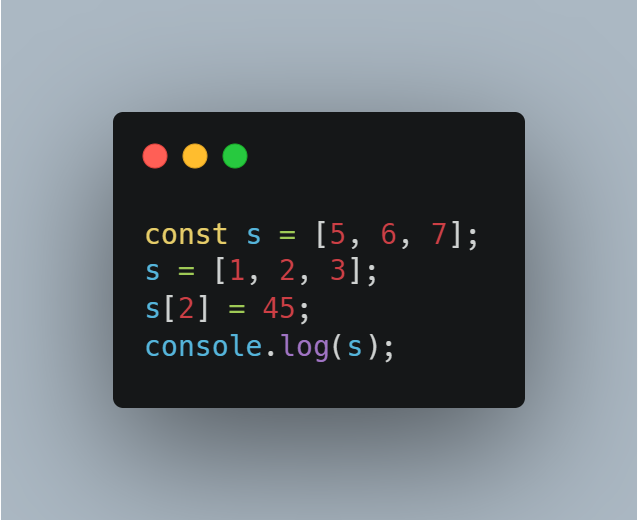 const s = [5, 6, 7];
s = [1, 2, 3];
s[2] = 45;
console.log(s);